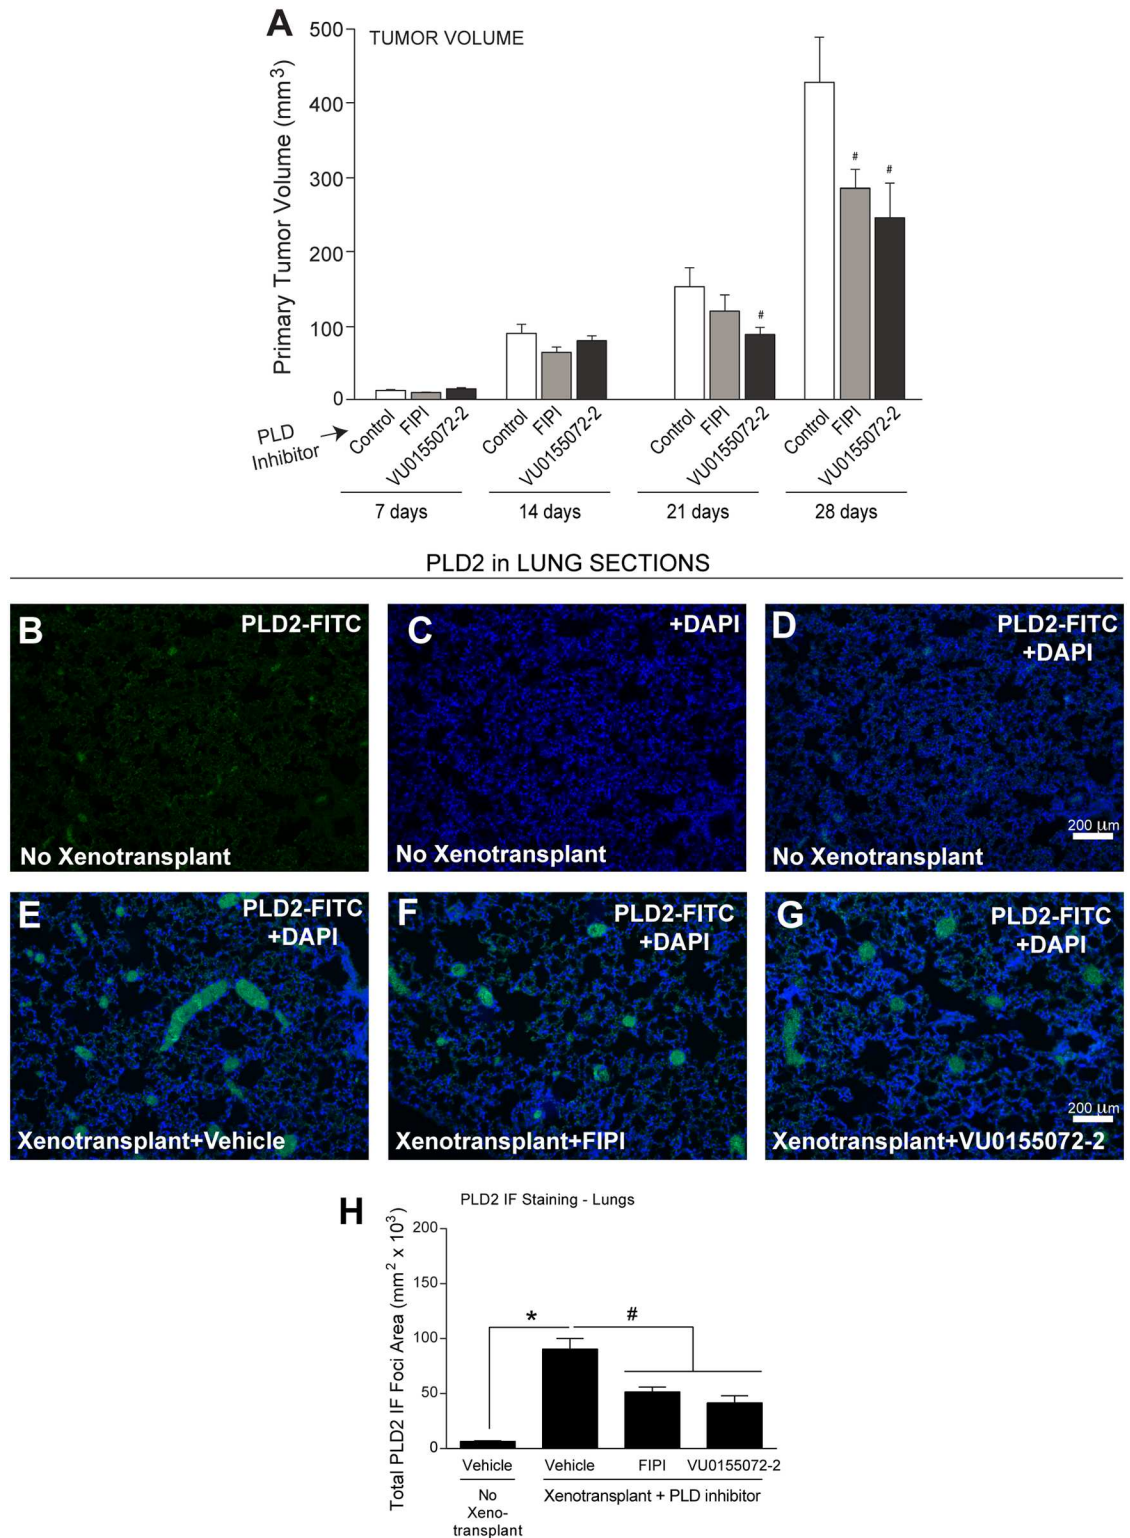 A
TUMOR VOLUME
Primary Tumor Volume (mm3)
500
400
300
200
100
0
#
#
#
PLD
Inhibitor
Control
FIPI
VU0155072-2
Control
FIPI
VU0155072-2
Control
FIPI
VU0155072-2
Control
FIPI
VU0155072-2
7 days
14 days
21 days
28 days
PLD2 in LUNG SECTIONS
B
PLD2-FITC
No Xenotransplant
C
+DAPI
No Xenotransplant
D
PLD2-FITC
+DAPI
200 µm
No Xenotransplant
E
PLD2-FITC
+DAPI
Xenotransplant+Vehicle
F
PLD2-FITC
+DAPI
Xenotransplant+FIPI
G
PLD2-FITC
+DAPI
200 µm
Xenotransplant+VU0155072-2
H
PLD2 IF Staining - Lungs
Total PLD2 IF Foci Area (mm2 x 103)
200
150
100
50
0
*
#
Vehicle
Vehicle
FIPI
VU0155072-2
No
Xeno-
transplant
Xenotransplant + PLD inhibitor